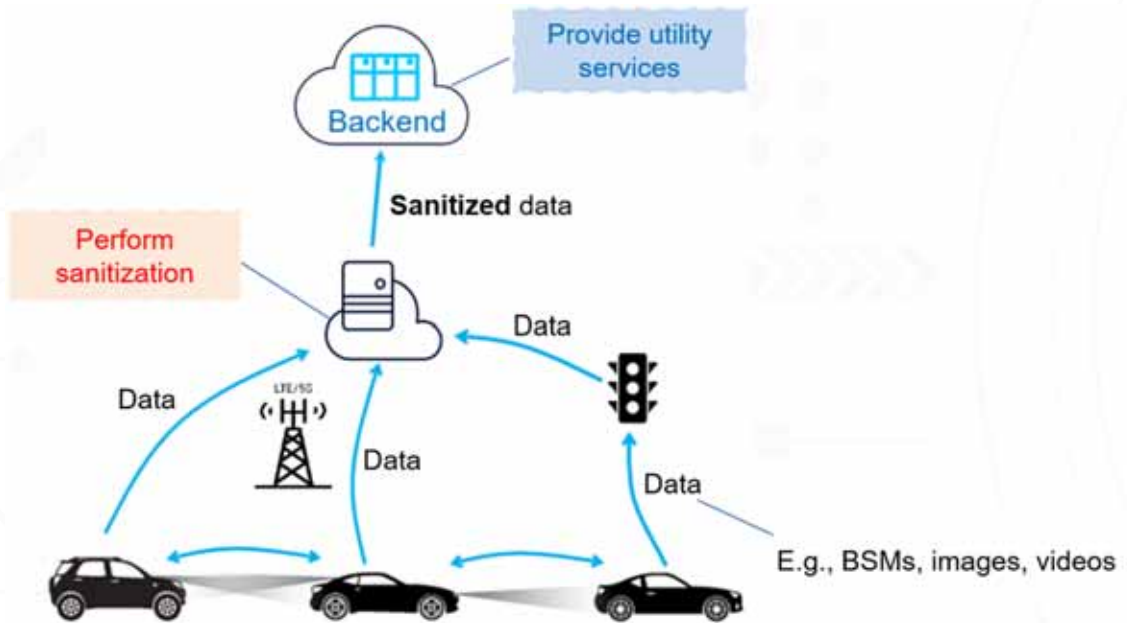 Provide utility
services
Backend
Sanitized data
Perform
sanitization
Data
LTE/5G
Data
Data
Data
E.g., BSMs, images, videos